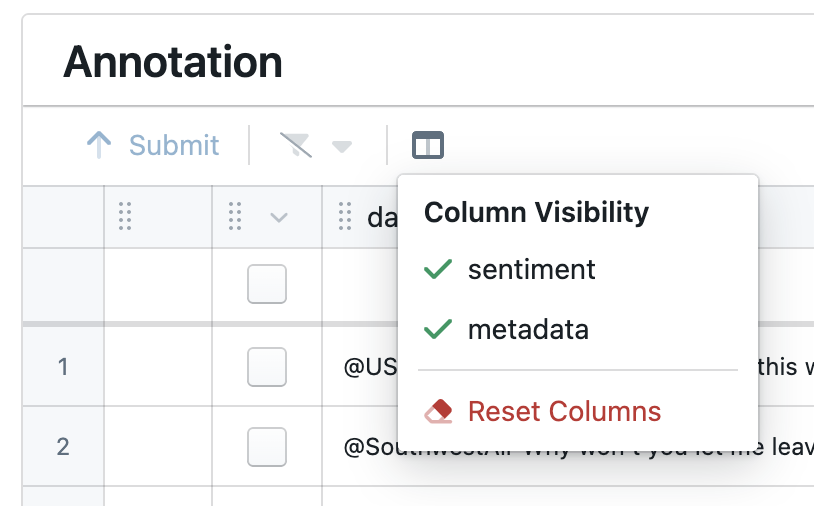 Annotation
Submit
da
Column Visibility
sentiment
metadata
Reset Columns
1
@US
this
2
@SouthwestAir Why won't you let me leav